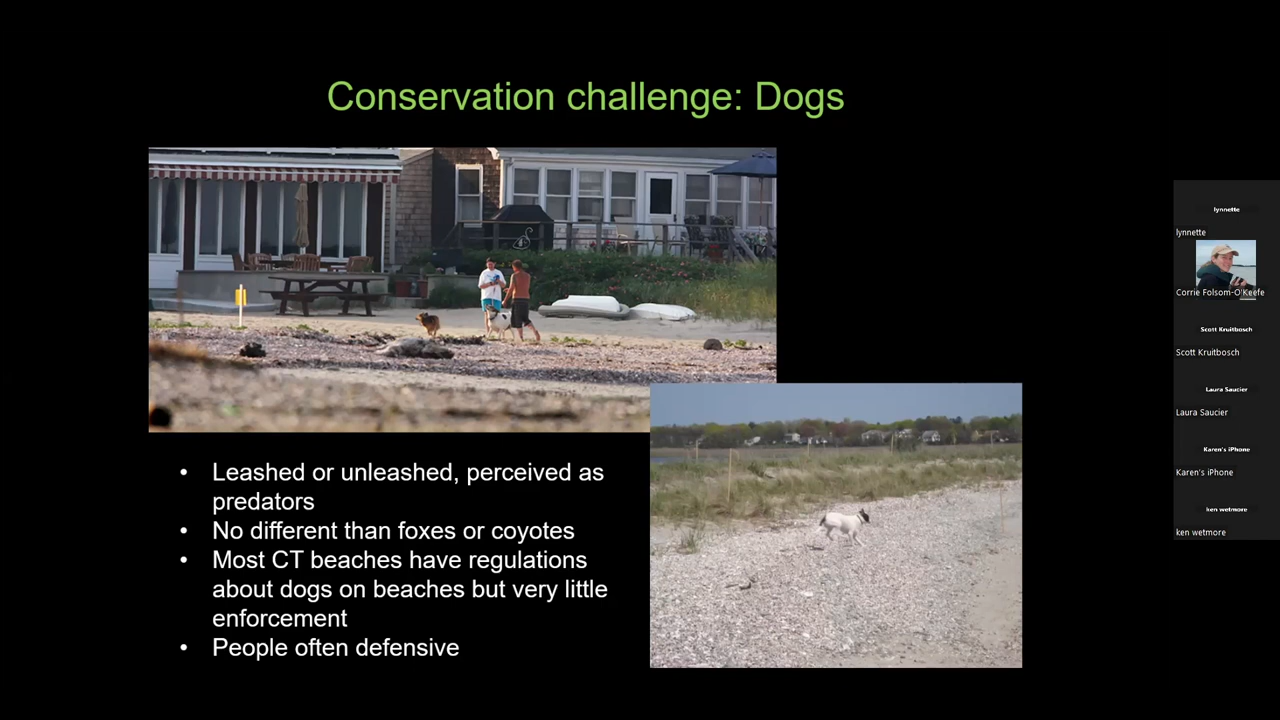 Conservation challenge: Dogs
• Leashed or unleashed, perceived as
predators
• No different than foxes or coyotes
• Most CT beaches have regulations
about dogs on beaches but very little
enforcement
• People often defensive
lynnette
lynnette
Corrie Folsom-O'Keefe
Scott Kruitbosch
Scott Kruitbosch
Laura Saucier
Laura Saucier
Karen's iPhone
Karen's iPhone
ken wetmore
ken wetmore